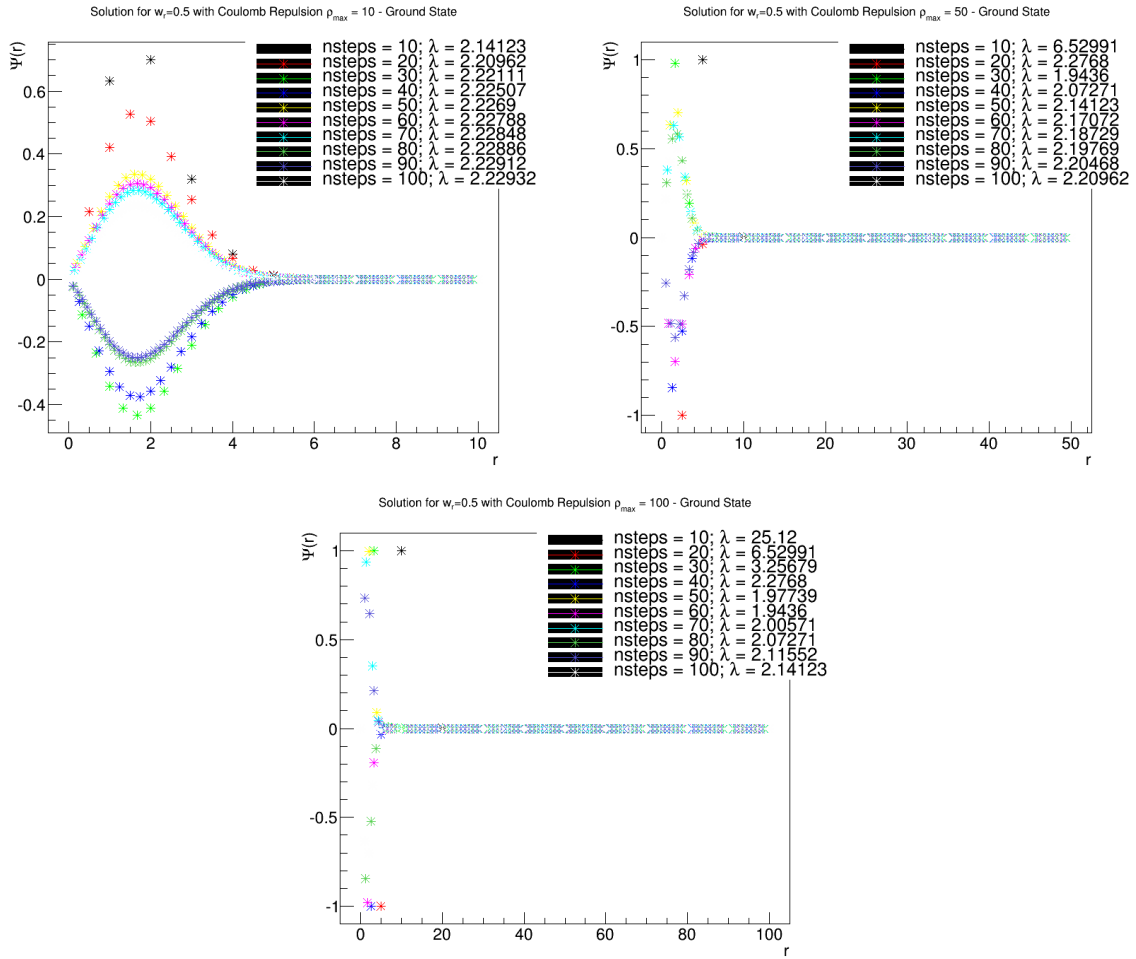 Solution for w_r=0.5 with Coulomb Repulsion ρ_max = 10 - Ground State
Ψ(r)
nsteps = 10; λ = 2.14123
nsteps = 20; λ = 2.20962
nsteps = 30; λ = 2.22111
nsteps = 40; λ = 2.22507
nsteps = 50; λ = 2.2269
nsteps = 60; λ = 2.22788
nsteps = 70; λ = 2.22848
nsteps = 80; λ = 2.22886
nsteps = 90; λ = 2.22912
nsteps = 100; λ = 2.22932
0.6
0.4
0.2
0
-0.2
-0.4
0 2 4 6 8 10
r
Solution for w_r=0.5 with Coulomb Repulsion ρ_max = 50 - Ground State
Ψ(r)
nsteps = 10; λ = 6.52991
nsteps = 20; λ = 2.2768
nsteps = 30; λ = 1.9436
nsteps = 40; λ = 2.07271
nsteps = 50; λ = 2.14123
nsteps = 60; λ = 2.17072
nsteps = 70; λ = 2.18729
nsteps = 80; λ = 2.19769
nsteps = 90; λ = 2.20468
nsteps = 100; λ = 2.20962
1
0.5
0
-0.5
-1
0 10 20 30 40 50
r
Solution for w_r=0.5 with Coulomb Repulsion ρ_max = 100 - Ground State
Ψ(r)
nsteps = 10; λ = 25.12
nsteps = 20; λ = 6.52991
nsteps = 30; λ = 3.25679
nsteps = 40; λ = 2.2768
nsteps = 50; λ = 1.97739
nsteps = 60; λ = 1.9436
nsteps = 70; λ = 2.00571
nsteps = 80; λ = 2.07271
nsteps = 90; λ = 2.11552
nsteps = 100; λ = 2.14123
1
0.5
0
-0.5
-1
0 20 40 60 80 100
r